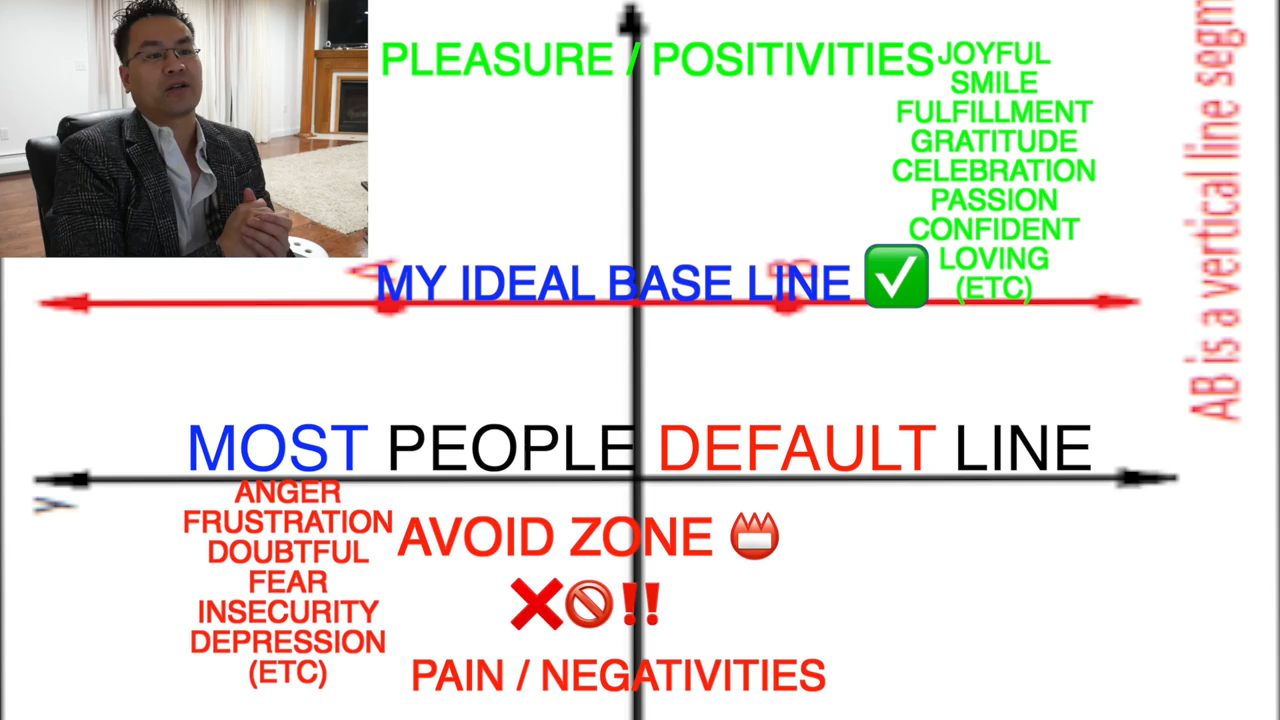 PLEASURE / POSITIVITIES
JOYFUL
SMILE
FULFILLMENT
GRATITUDE
CELEBRATION
PASSION
CONFIDENT
LOVING
(ETC)
A
B
MY IDEAL BASE LINE
AB is a vertical line segm
MOST PEOPLE DEFAULT LINE
y
ANGER
FRUSTRATION
DOUBTFUL
FEAR
INSECURITY
DEPRESSION
(ETC)
AVOID ZONE
PAIN / NEGATIVITIES